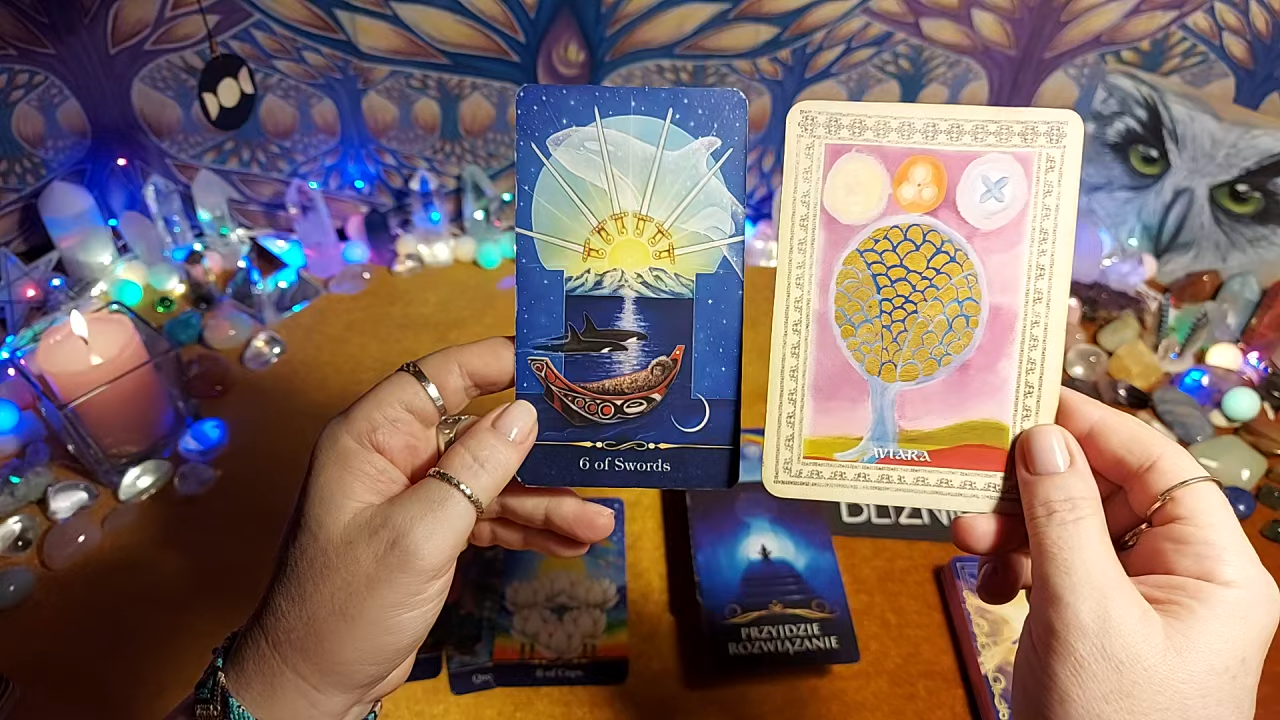 6 of Swords
WIARA
PRZYJDZIE
ROZWIĄZANIE
6 of Cups